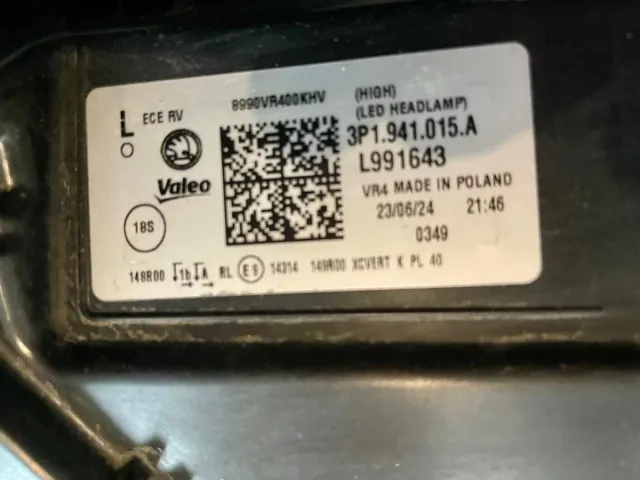 8990VR400KHV
(HIGH)
(LED HEADLAMP)
L
ECE RV
3P1.941.015.A
L991643
Valeo
VR4 MADE IN POLAND
23/06/24 21:46
18S
0349
148R00 1b A RL E9 14314 149R00 XCVERT K PL 40